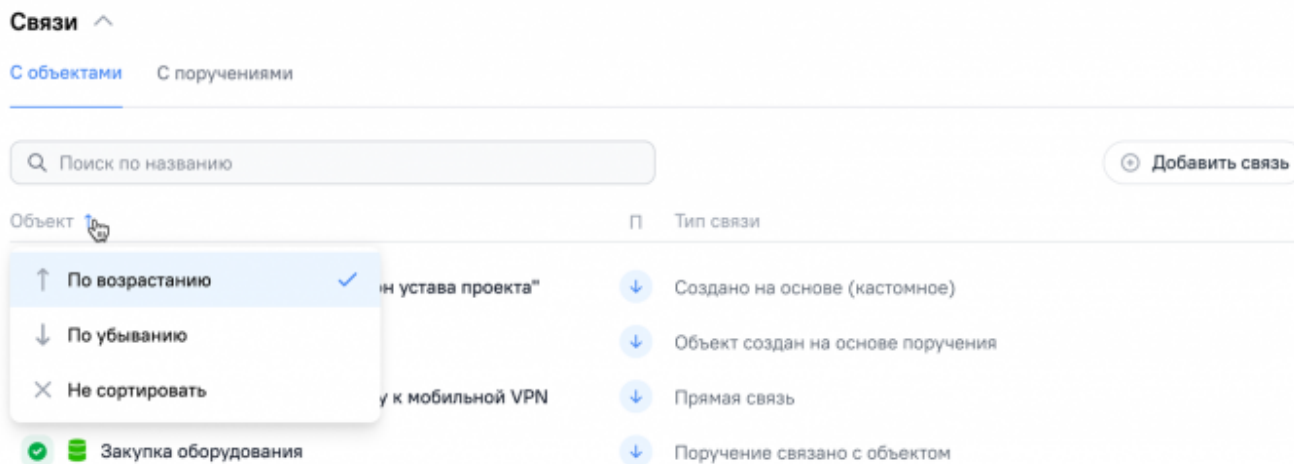 Связи
С объектами С поручениями
Поиск по названию
Добавить связь
Объект П Тип связи
По возрастанию
устава проекта" Создано на основе (кастомное)
По убыванию
Объект создан на основе поручения
Не сортировать
у к мобильной VPN Прямая связь
Закупка оборудования Поручение связано с объектом